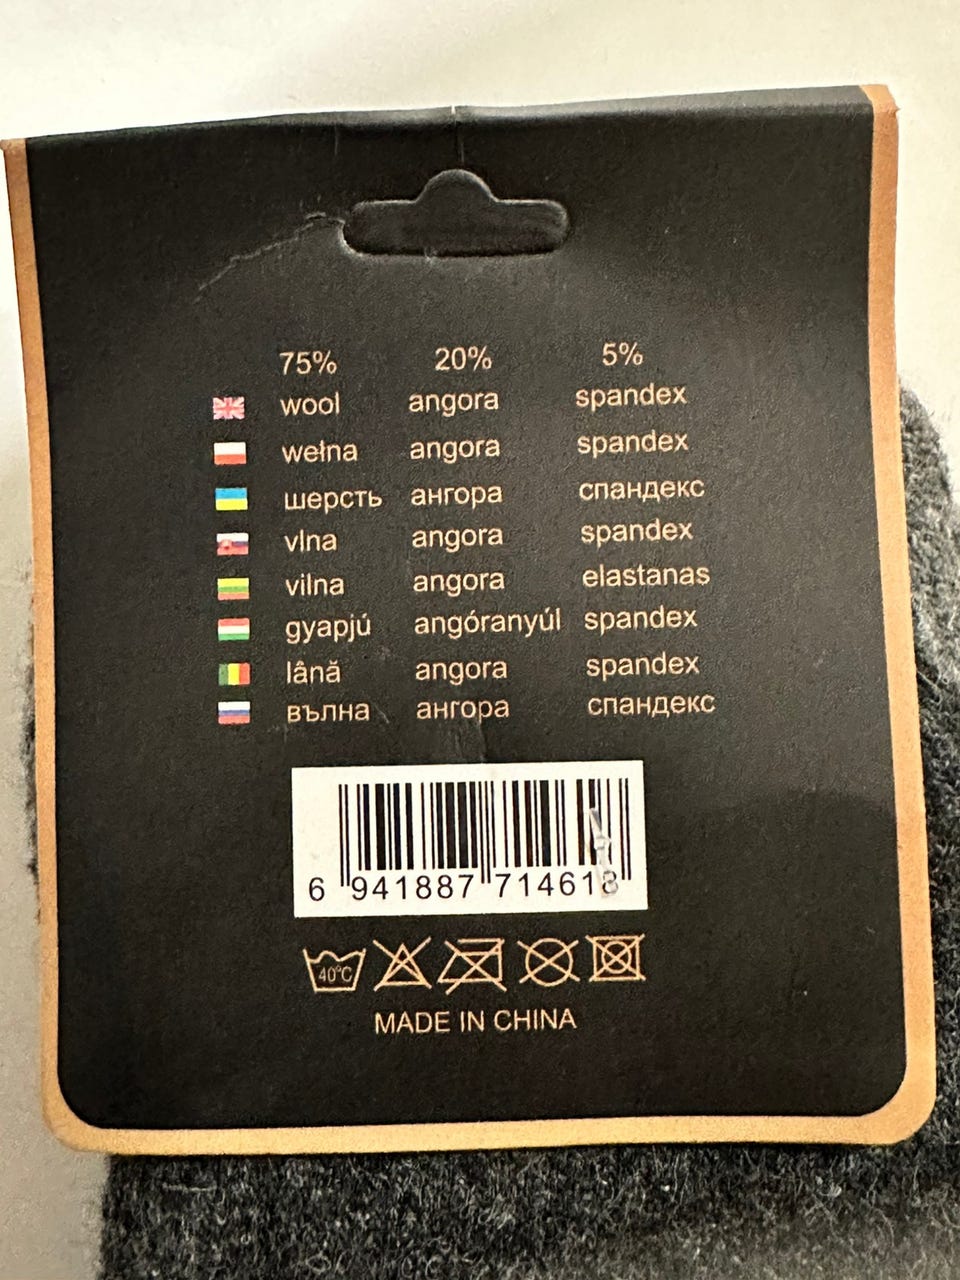 75% 20% 5%
wool angora spandex
wełna angora spandex
шерсть ангора спандекс
vlna angora spandex
vilna angora elastanas
gyapjú angóranyúl spandex
lână angora spandex
вълна ангора спандекс
6 941887 714618
40°C
MADE IN CHINA